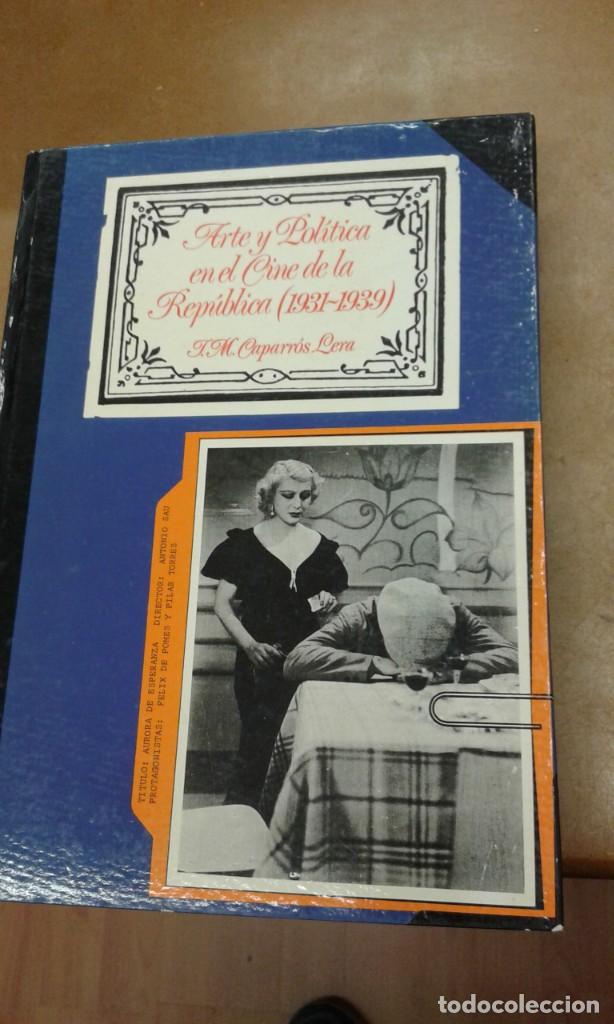 Arte y Política
en el Cine de la
República (1931-1939)
J.M. Caparrós Lera
TITULO: AURORA DE ESPERANZA DIRECTOR: ANTONIO SAU
PROTAGONISTAS: FELIX DE POMES Y PILAR TORRES
todocoleccion